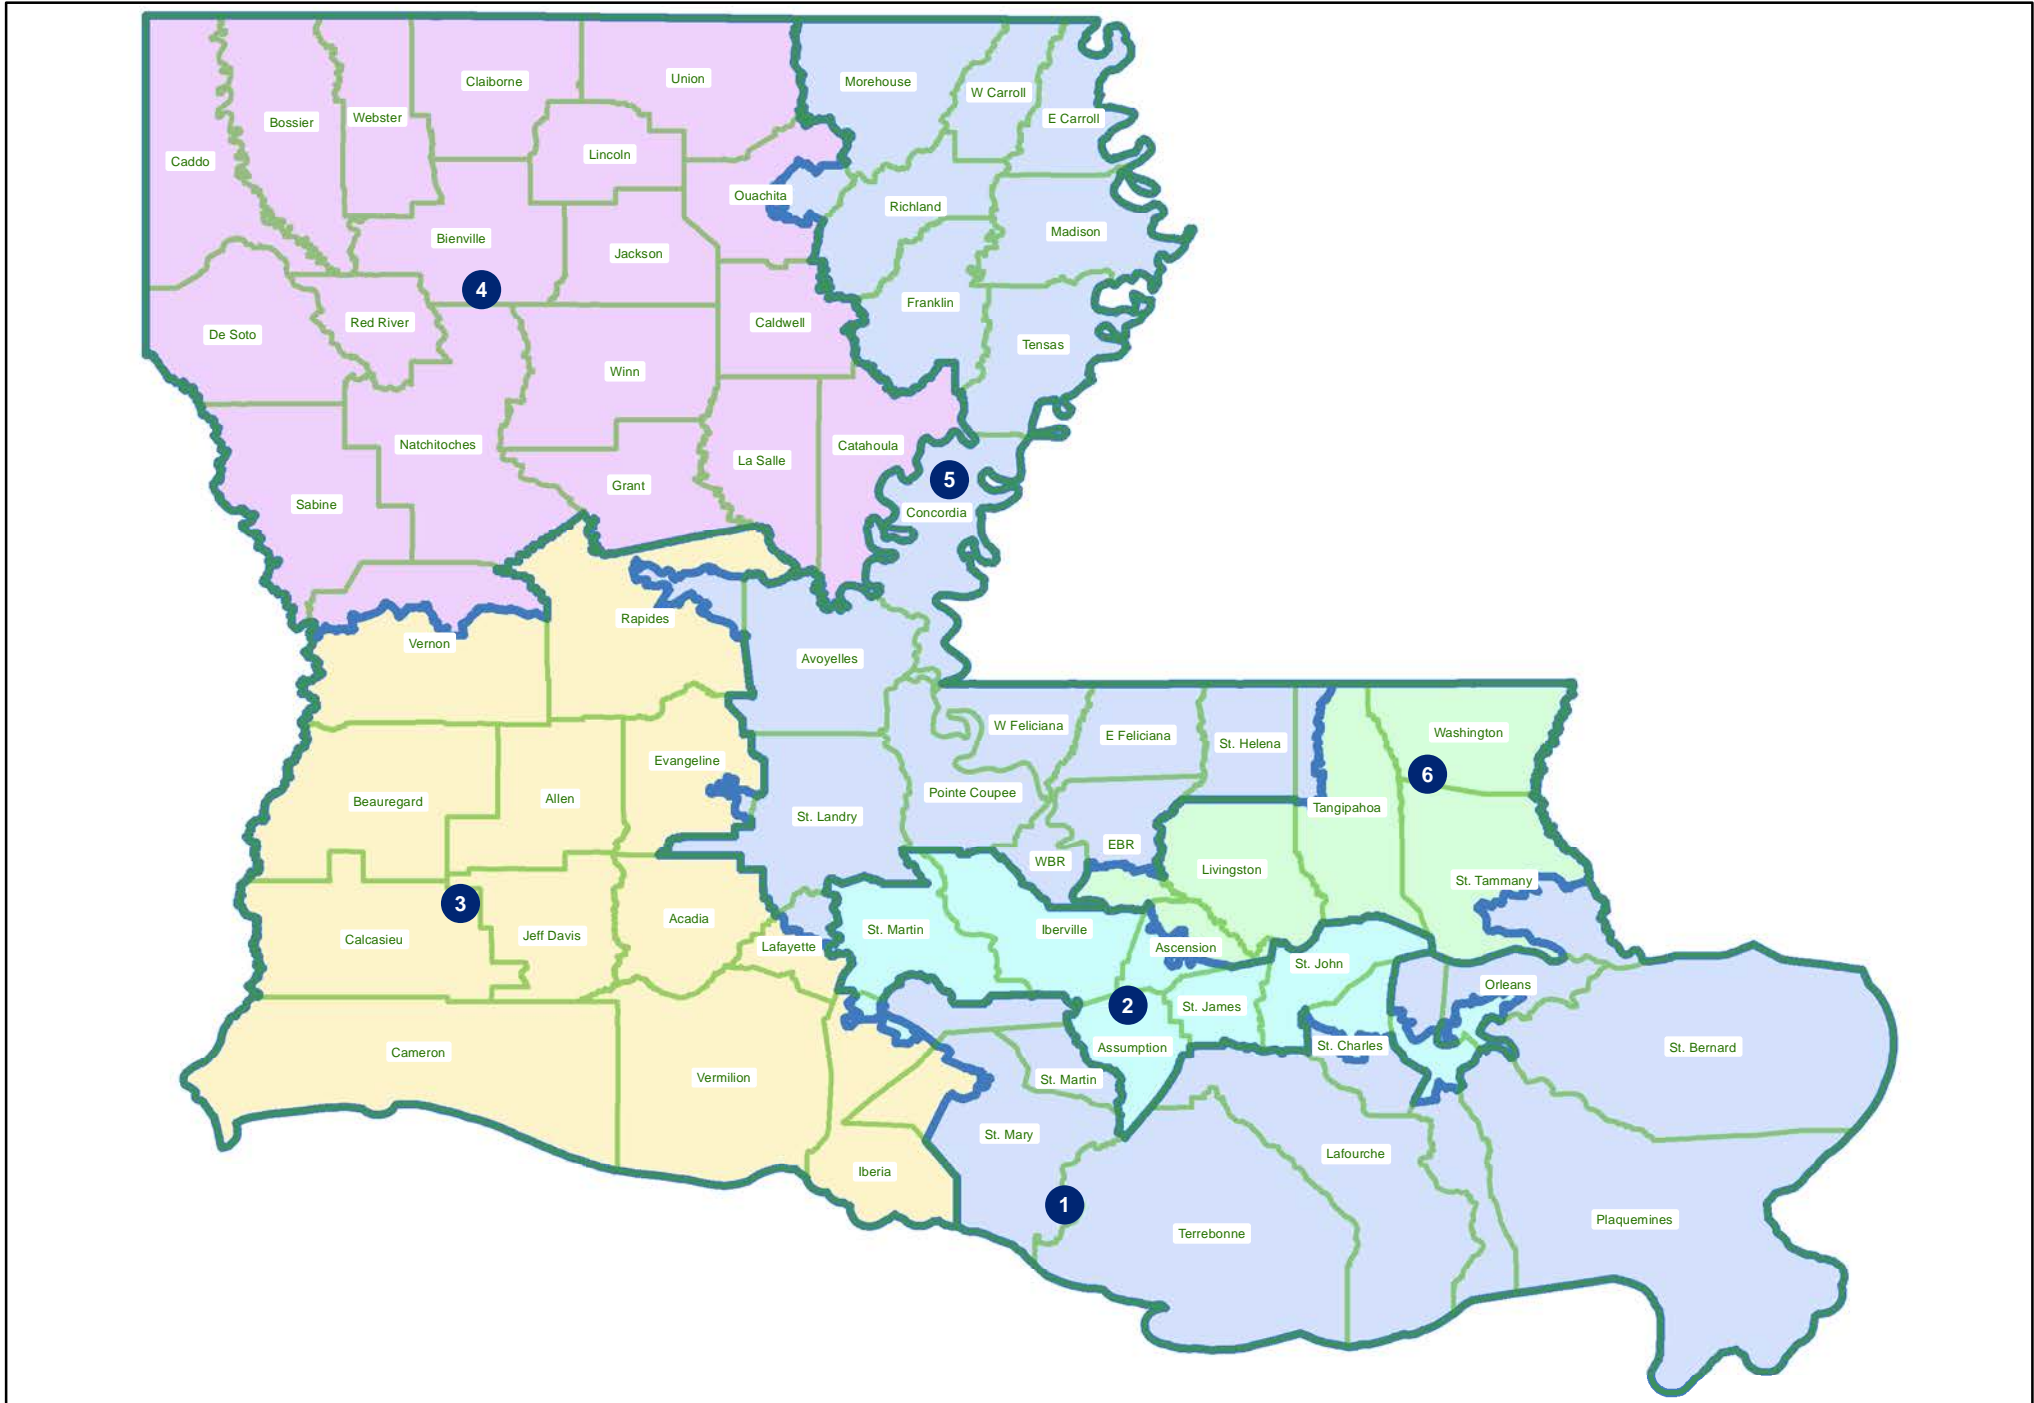 Claiborne
Union
Morehouse
W Carroll
E Carroll
Bossier
Webster
Caddo
Lincoln
Ouachita
Richland
Madison
Bienville
Jackson
4
Franklin
Red River
Caldwell
De Soto
Tensas
Winn
Natchitoches
Catahoula
La Salle
Grant
5
Sabine
Concordia
Rapides
Vernon
Avoyelles
W Feliciana
E Feliciana
St. Helena
Washington
Evangeline
6
Pointe Coupee
Allen
Beauregard
Tangipahoa
St. Landry
EBR
WBR
Livingston
St. Tammany
3
Acadia
St. Martin
Iberville
Calcasieu
Jeff Davis
Lafayette
Ascension
St. John
Orleans
2
St. James
Assumption
St. Charles
St. Bernard
Cameron
Vermilion
St. Martin
St. Mary
Lafourche
Iberia
1
Terrebonne
Plaquemines